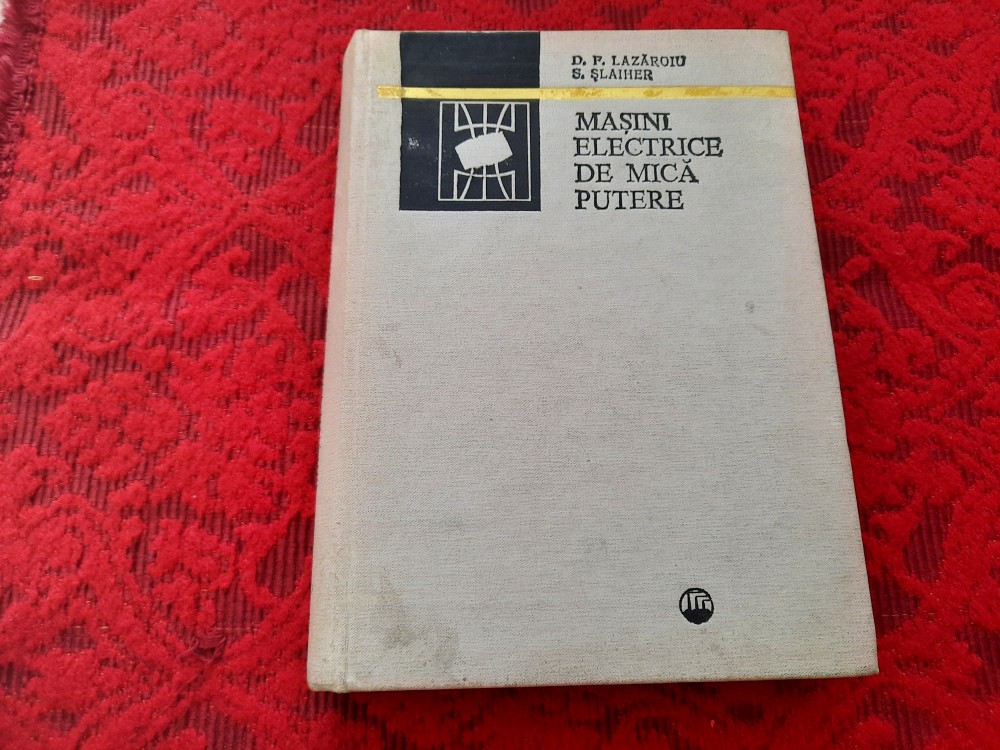 D. F. LAZĂROIU
S. ȘLAIHER
MAȘINI
ELECTRICE
DE MICĂ
PUTERE